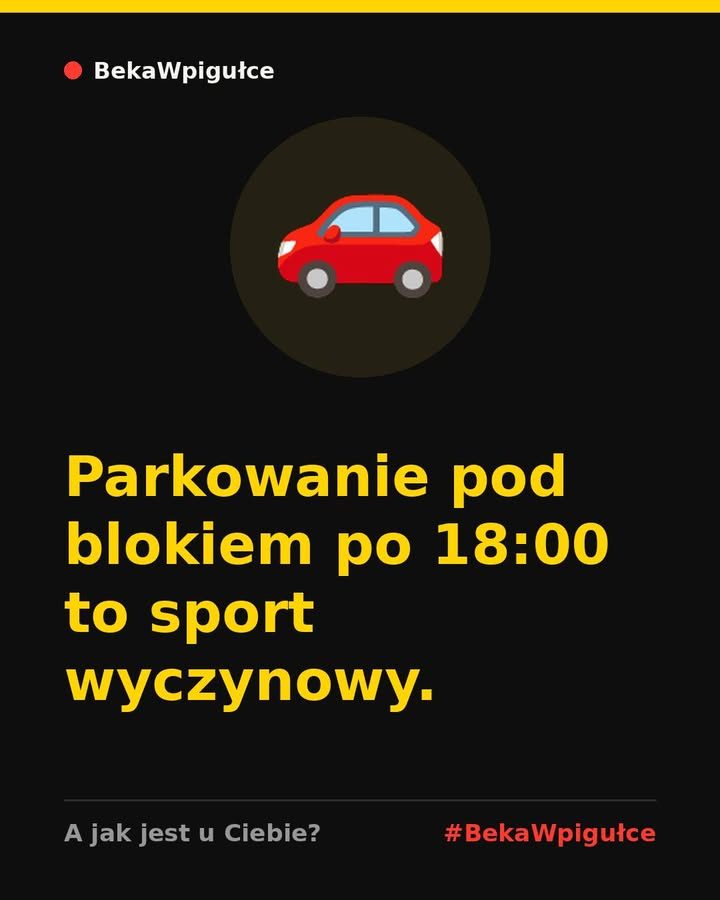 BekaWpigułce
Parkowanie pod
blokiem po 18:00
to sport
wyczynowy.
A jak jest u Ciebie?
#BekaWpigułce